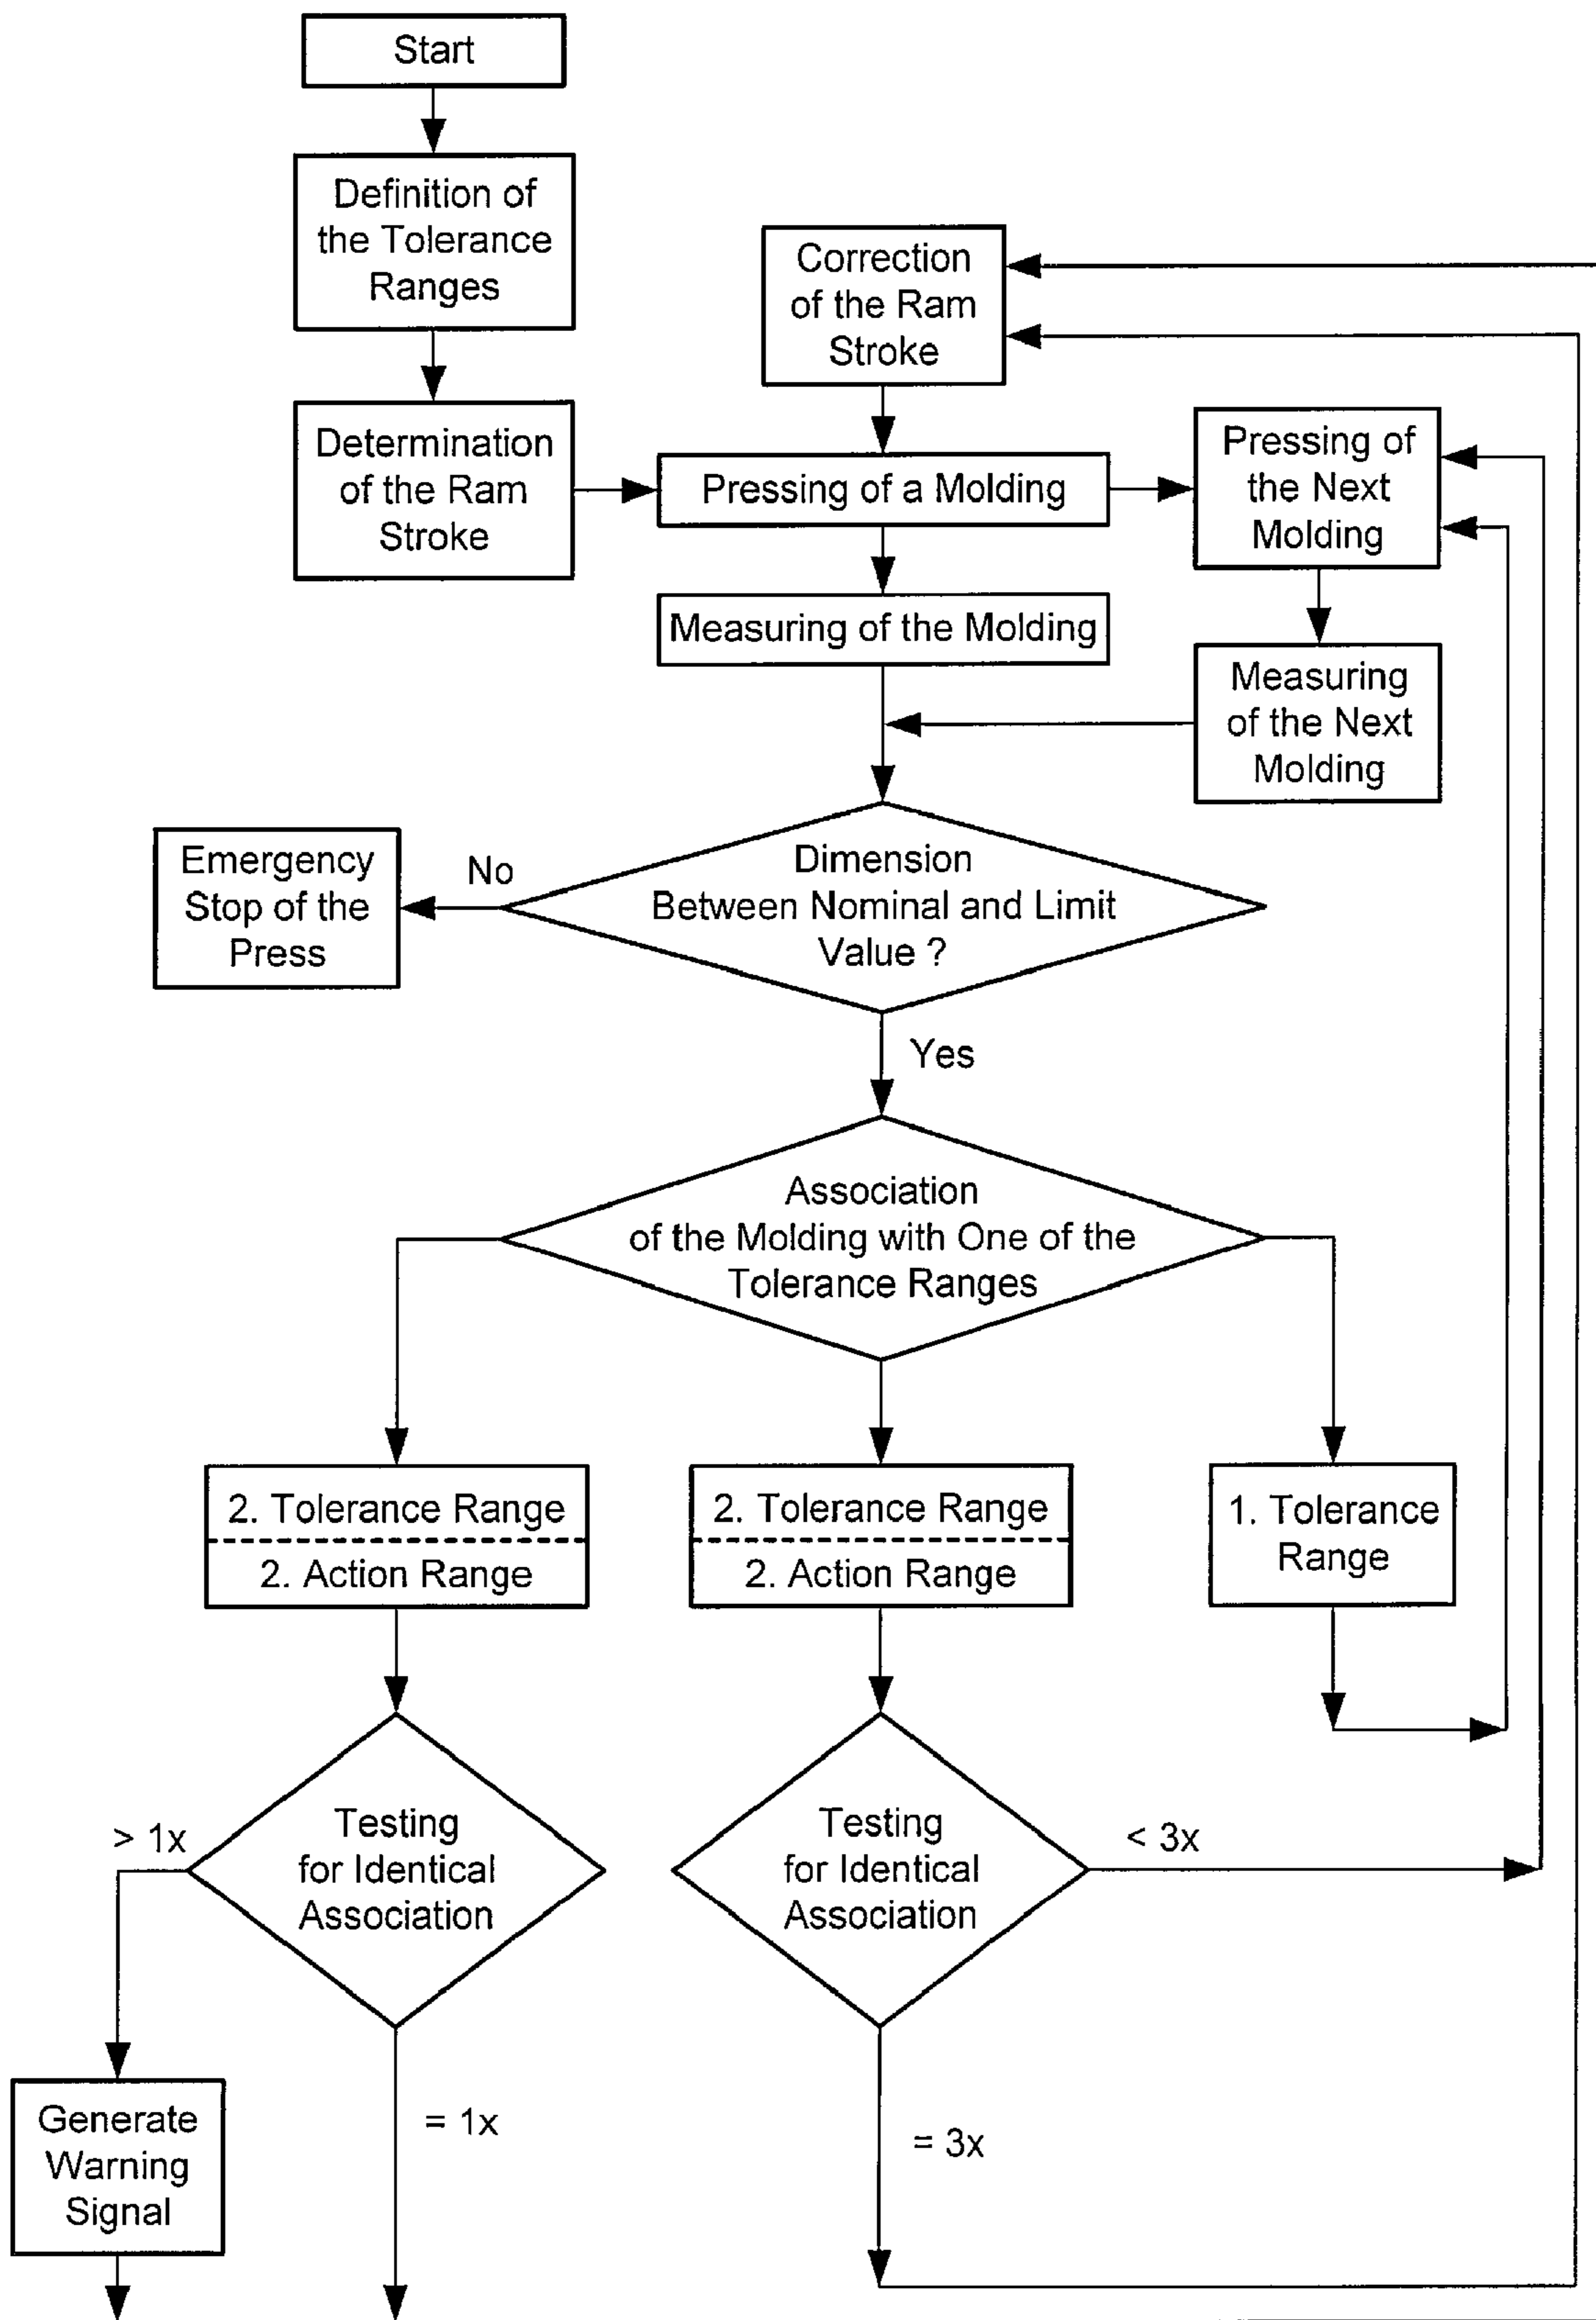 Start
Definition of
the Tolerance
Ranges
Correction
of the Ram
Stroke
Determination
of the Ram
Stroke
Pressing of a Molding
Pressing of
the Next
Molding
Measuring of the Molding
Measuring
of the Next
Molding
Emergency
Stop of the
Press
No
Dimension
Between Nominal and Limit
Value ?
Yes
Association
of the Molding with One of the
Tolerance Ranges
2. Tolerance Range
2. Action Range
2. Tolerance Range
2. Action Range
1. Tolerance
Range
> 1x
Testing
for Identical
Association
Testing
for Identical
Association
< 3x
Generate
Warning
Signal
= 1x
= 3x